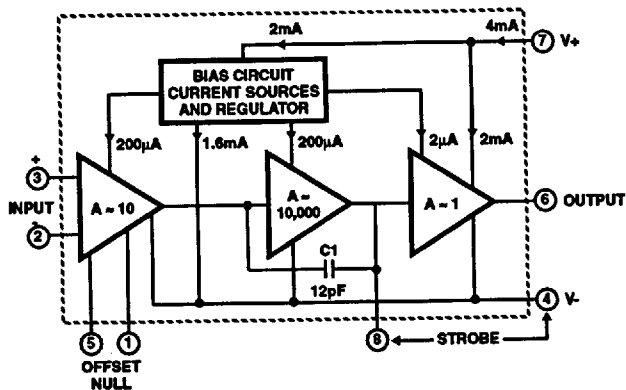 2mA
4mA
7
V+
BIAS CIRCUIT
CURRENT SOURCES
AND REGULATOR
200μA
1.6mA
200μA
2μA
2mA
+
3
INPUT
-
2
A ~ 10
A ~
10,000
A ~ 1
6
OUTPUT
C1
12pF
4
V-
5
1
8
STROBE
OFFSET
NULL